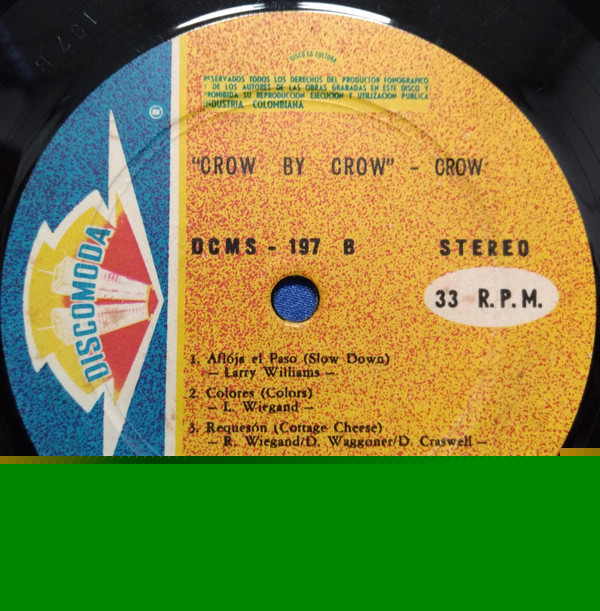 DISCO ES CULTURA
RESERVADOS TODOS LOS DERECHOS DEL PRODUCTOR FONOGRAFICO
DE LOS AUTORES DE LAS OBRAS GRABADAS EN ESTE DISCO Y
PROHIBIDA SU REPRODUCCION EJECUCION Y UTILIZACION PUBLICA
INDUSTRIA COLOMBIANA
®
"CROW BY CROW" - CROW
DCMS - 197 B STEREO
33 R.P.M.
DISCOMODA
1. Aflója el Paso (Slow Down)
— Larry Williams —
2. Colores (Colors)
— L. Wiegand —
3. Requesón (Cottage Cheese)
— R. Wiegand/D. Waggoner/D. Craswell —